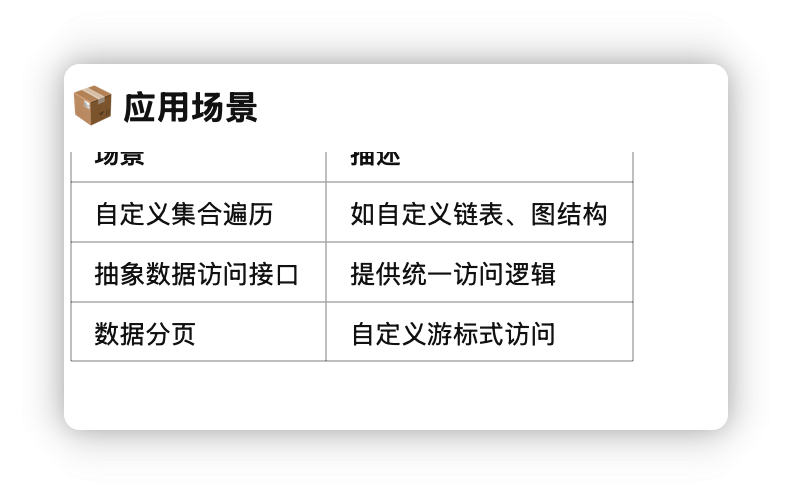 应用场景
场景 描述
自定义集合遍历 如自定义链表、图结构
抽象数据访问接口 提供统一访问逻辑
数据分页 自定义游标式访问